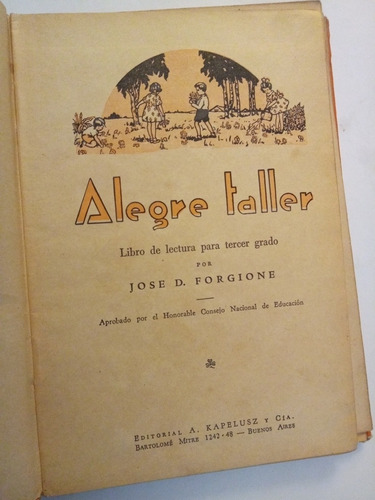 Alegre taller
Libro de lectura para tercer grado
POR
JOSE D. FORGIONE
Aprobado por el Honorable Consejo Nacional de Educación
EDITORIAL A. KAPELUSZ Y CIA.
BARTOLOMÉ MITRE 1242-48 — BUENOS AIRES